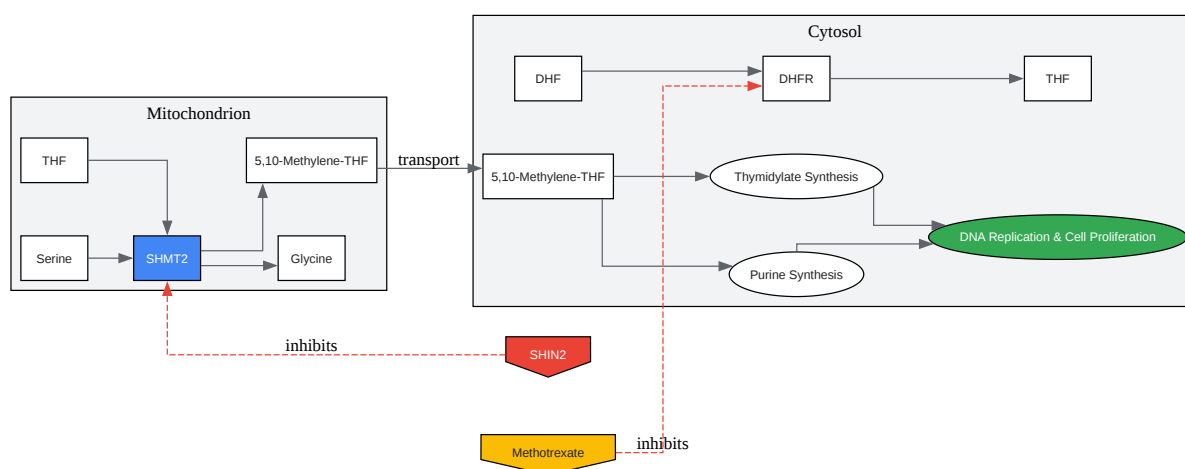 Cytosol
DHF
DHFR
THF
Mitochondrion
THF
5,10-Methylene-THF
transport
5,10-Methylene-THF
Thymidylate Synthesis
Serine
SHMT2
Glycine
DNA Replication & Cell Proliferation
Purine Synthesis
inhibits
SHIN2
Methotrexate
inhibits